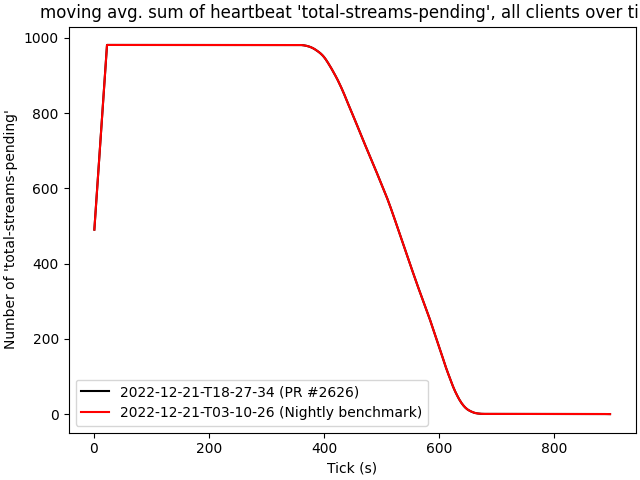 moving avg. sum of heartbeat 'total-streams-pending', all clients over ti
Number of 'total-streams-pending'
1000
800
600
400
200
0
2022-12-21-T18-27-34 (PR #2626)
2022-12-21-T03-10-26 (Nightly benchmark)
0 200 400 600 800
Tick (s)